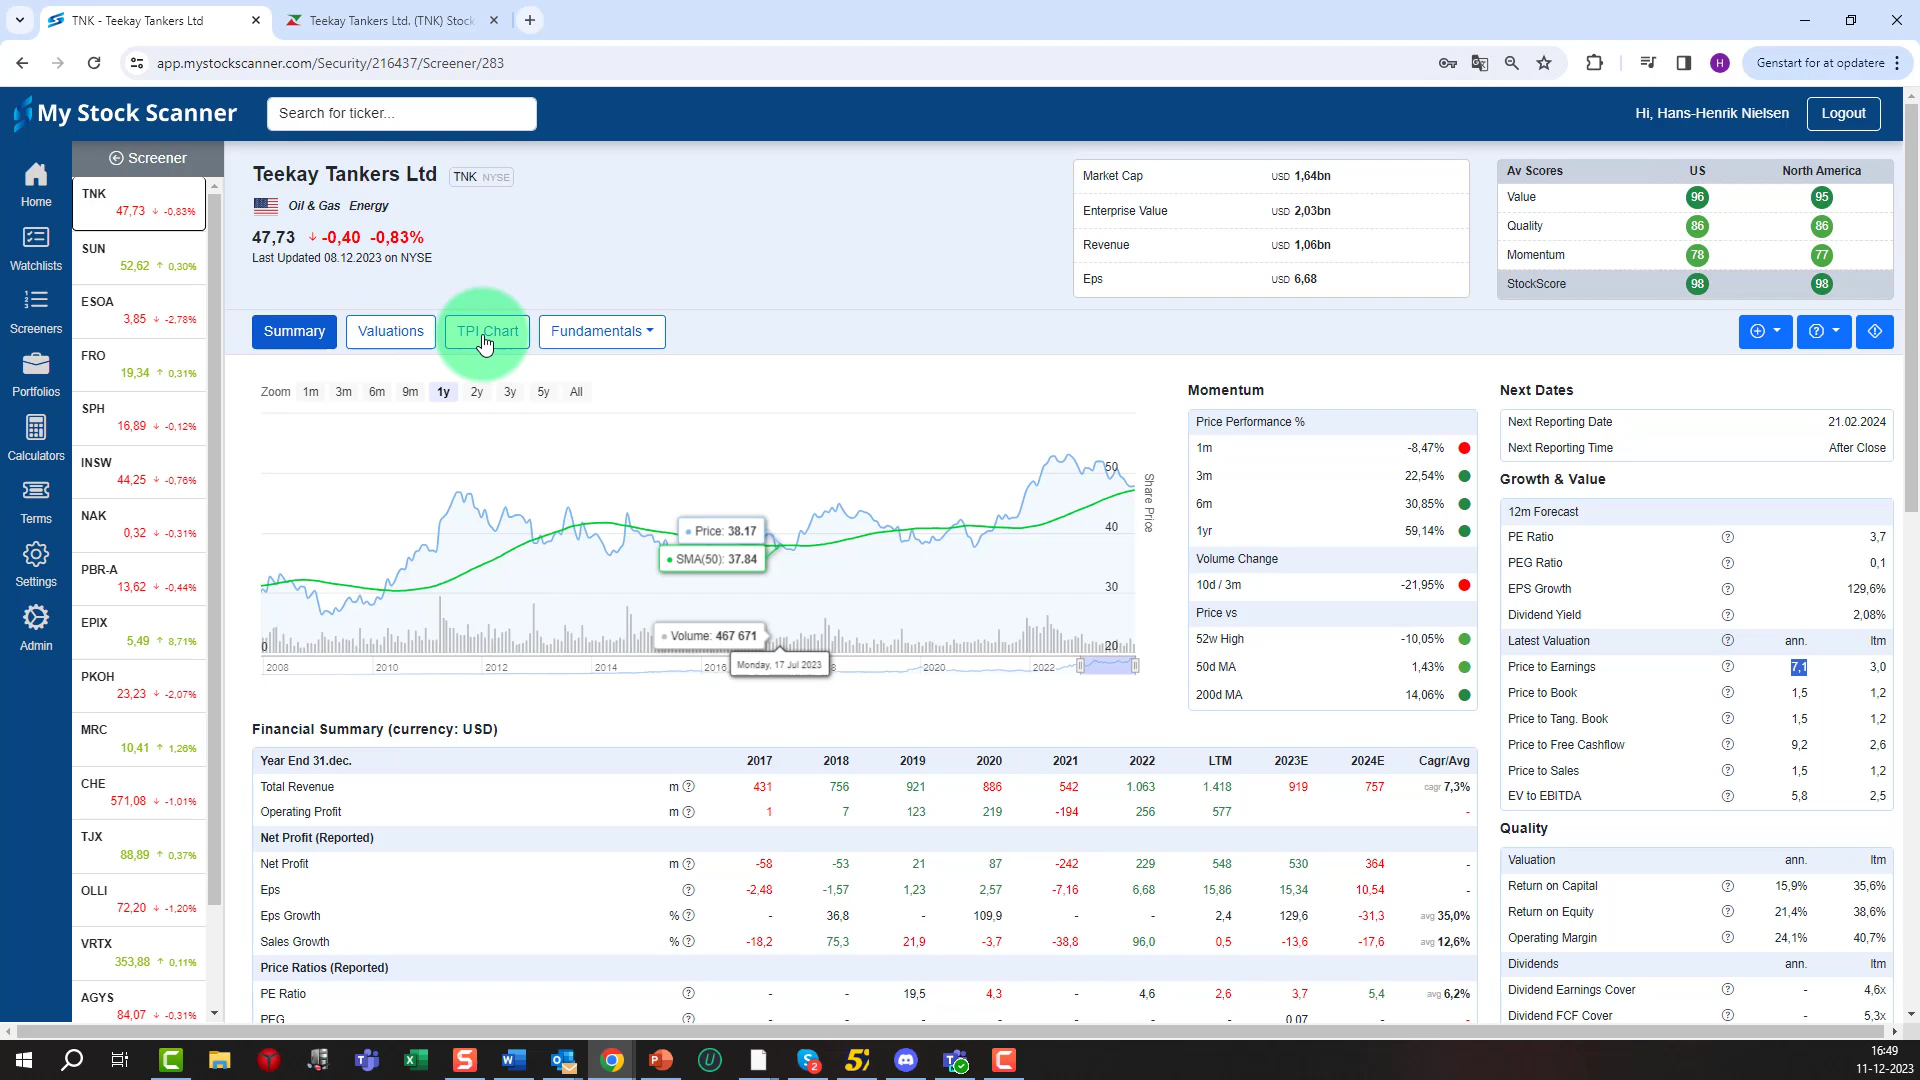 TNK - Teekay Tankers Ltd
Teekay Tankers Ltd. (TNK) Stock
app.mystockscanner.com/Security/216437/Screener/283
H
Genstart for at opdatere
My Stock Scanner
Search for ticker...
Hi, Hans-Henrik Nielsen
Logout
Home
Watchlists
Screeners
Portfolios
Calculators
Terms
Settings
Admin
Screener
TNK
47,73 ↓ -0,83%
SUN
52,62 ↑ 0,30%
ESOA
3,85 ↓ -2,78%
FRO
19,34 ↑ 0,31%
SPH
16,89 ↓ -0,12%
INSW
44,25 ↓ -0,76%
NAK
0,32 ↓ -0,31%
PBR-A
13,62 ↓ -0,44%
EPIX
5,49 ↑ 8,71%
PKOH
23,23 ↓ -2,07%
MRC
10,41 ↑ 1,26%
CHE
571,08 ↓ -1,01%
TJX
88,89 ↑ 0,37%
OLLI
72,20 ↓ -1,20%
VRTX
353,88 ↑ 0,11%
AGYS
84,07 ↓ -0,31%
Teekay Tankers Ltd TNK NYSE
Oil & Gas Energy
47,73 ↓ -0,40 -0,83%
Last Updated 08.12.2023 on NYSE
Market Cap USD 1,64bn
Enterprise Value USD 2,03bn
Revenue USD 1,06bn
Eps USD 6,68
Av Scores US North America
Value 96 95
Quality 86 86
Momentum 78 77
StockScore 98 98
Summary Valuations TPI Chart Fundamentals
Zoom 1m 3m 6m 9m 1y 2y 3y 5y All
50
40
30
20
0
Share Price
Price: 38.17
SMA(50): 37.84
Volume: 467 671
Monday, 17 Jul 2023
2008 2010 2012 2014 2016 8 2020 2022
Momentum
Price Performance %
1m -8,47%
3m 22,54%
6m 30,85%
1yr 59,14%
Volume Change
10d / 3m -21,95%
Price vs
52w High -10,05%
50d MA 1,43%
200d MA 14,06%
Next Dates
Next Reporting Date 21.02.2024
Next Reporting Time After Close
Growth & Value
12m Forecast
PE Ratio 3,7
PEG Ratio 0,1
EPS Growth 129,6%
Dividend Yield 2,08%
Latest Valuation ann. ltm
Price to Earnings 7,1 3,0
Price to Book 1,5 1,2
Price to Tang. Book 1,5 1,2
Price to Free Cashflow 9,2 2,6
Price to Sales 1,5 1,2
EV to EBITDA 5,8 2,5
Quality
Valuation ann. ltm
Return on Capital 15,9% 35,6%
Return on Equity 21,4% 38,6%
Operating Margin 24,1% 40,7%
Dividends ann. ltm
Dividend Earnings Cover - 4,6x
Dividend FCF Cover - 5,3x
Financial Summary (currency: USD)
Year End 31.dec. 2017 2018 2019 2020 2021 2022 LTM 2023E 2024E Cagr/Avg
Total Revenue m 431 756 921 886 542 1.063 1.418 919 757 cagr 7,3%
Operating Profit m 1 7 123 219 -194 256 577 -
Net Profit (Reported)
Net Profit m -58 -53 21 87 -242 229 548 530 364 -
Eps -2,48 -1,57 1,23 2,57 -7,16 6,68 15,86 15,34 10,54 -
Eps Growth % - 36,8 - 109,9 - - 2,4 129,6 -31,3 avg 35,0%
Sales Growth % -18,2 75,3 21,9 -3,7 -38,8 96,0 0,5 -13,6 -17,6 avg 12,6%
Price Ratios (Reported)
PE Ratio - - 19,5 4,3 - 4,6 2,6 3,7 5,4 avg 6,2%
PEG - - - - - - - 0,07 - -
16:49
11-12-2023